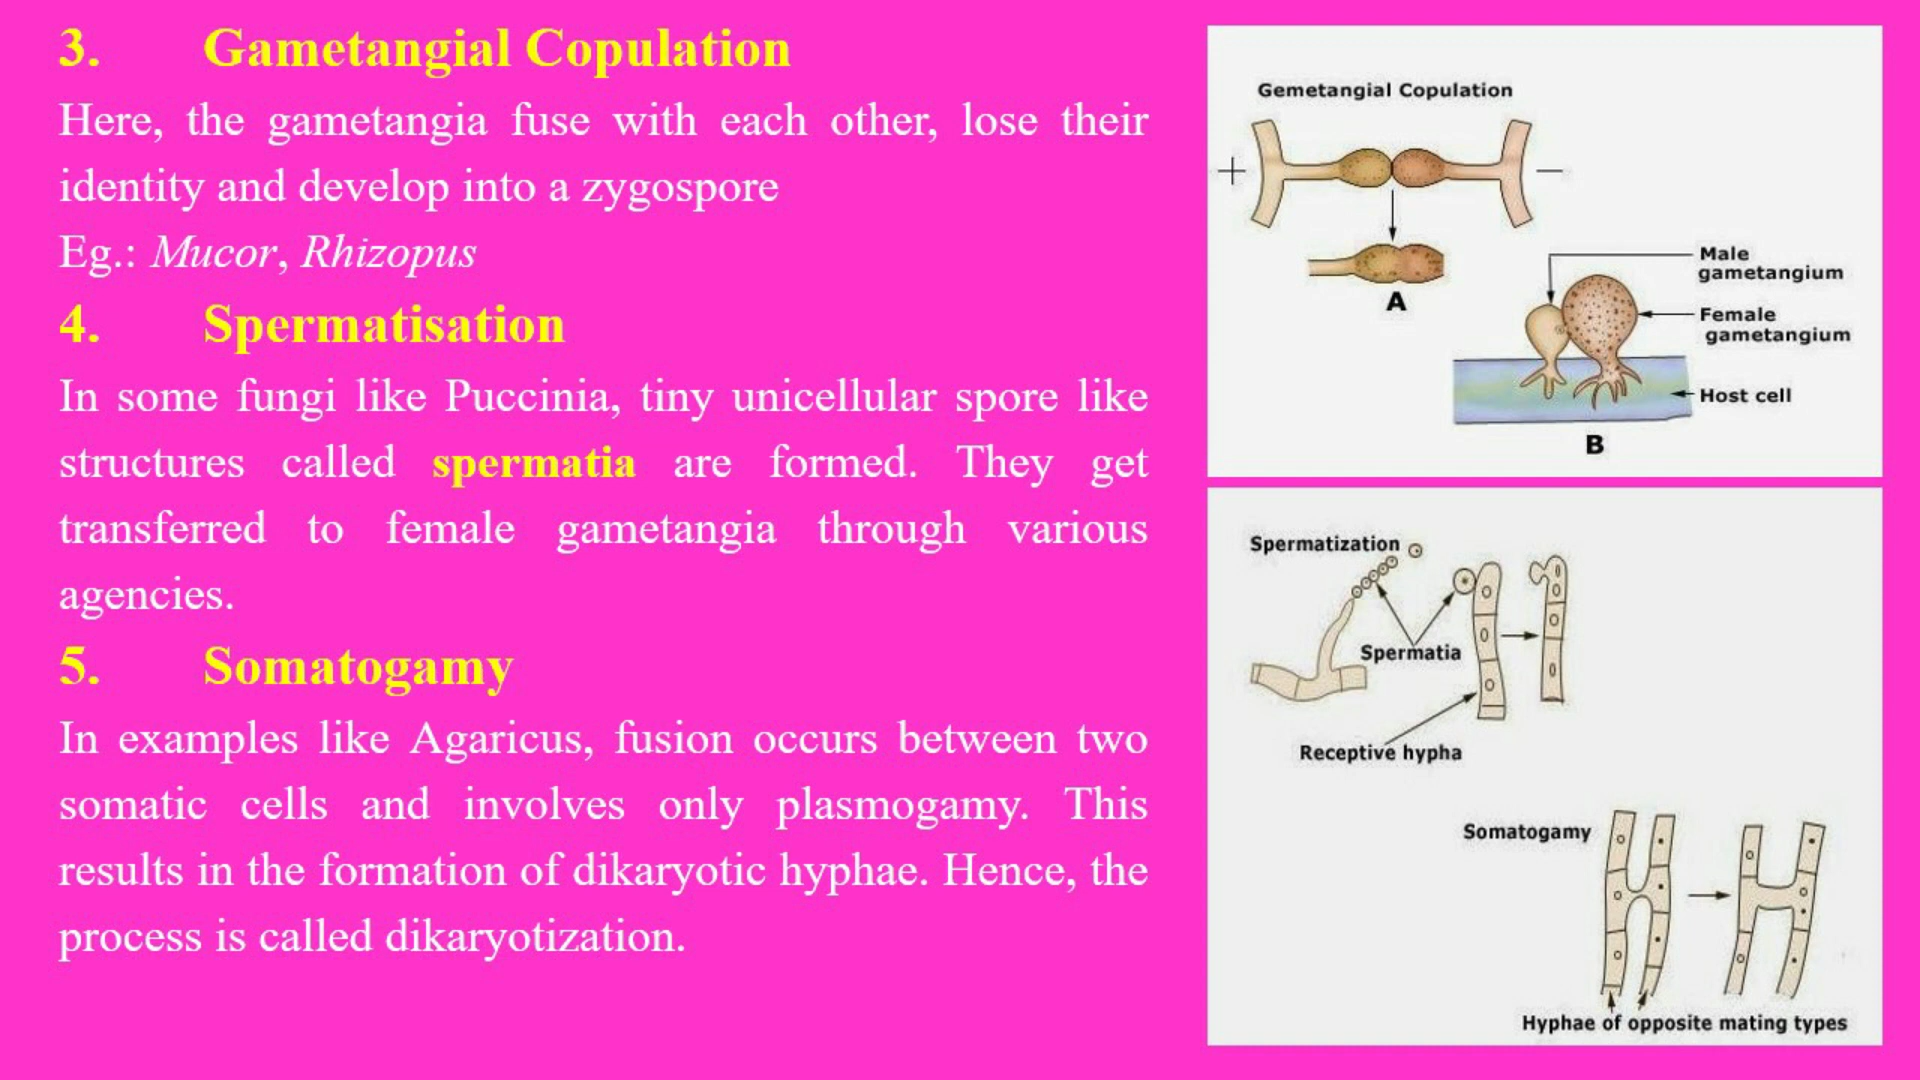 3. Gametangial Copulation
Here, the gametangia fuse with each other, lose their
identity and develop into a zygospore
Eg.: Mucor, Rhizopus
4. Spermatisation
In some fungi like Puccinia, tiny unicellular spore like
structures called spermatia are formed. They get
transferred to female gametangia through various
agencies.
5. Somatogamy
In examples like Agaricus, fusion occurs between two
somatic cells and involves only plasmogamy. This
results in the formation of dikaryotic hyphae. Hence, the
process is called dikaryotization.
Gemetangial Copulation
+ −
A
Male
gametangium
Female
gametangium
Host cell
B
Spermatization
Spermatia
Receptive hypha
Somatogamy
Hyphae of opposite mating types